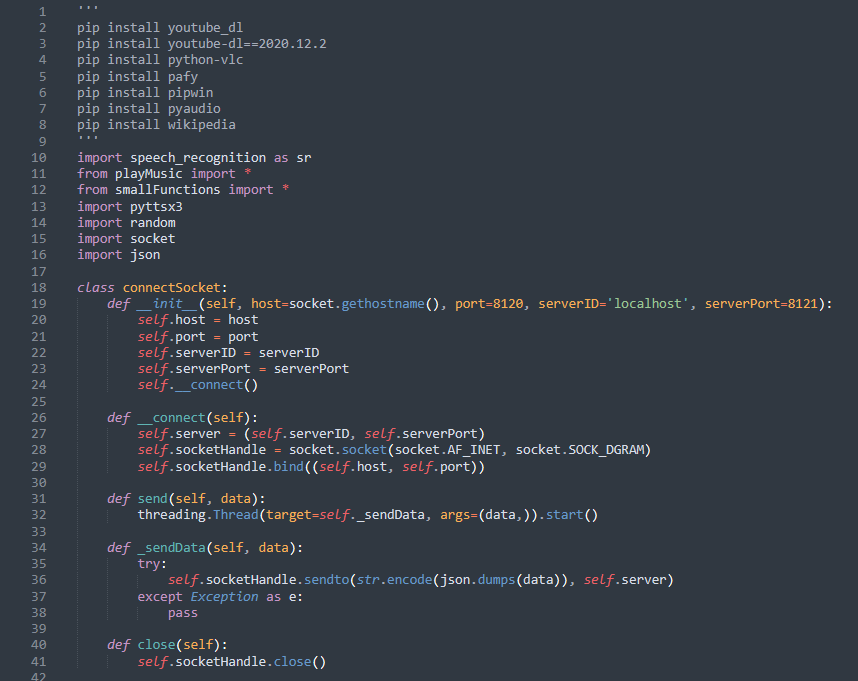 1 '''
2 pip install youtube_dl
3 pip install youtube-dl==2020.12.2
4 pip install python-vlc
5 pip install pafy
6 pip install pipwin
7 pip install pyaudio
8 pip install wikipedia
9 '''
10 import speech_recognition as sr
11 from playMusic import *
12 from smallFunctions import *
13 import pyttsx3
14 import random
15 import socket
16 import json
17
18 class connectSocket:
19     def __init__(self, host=socket.gethostname(), port=8120, serverID='localhost', serverPort=8121):
20         self.host = host
21         self.port = port
22         self.serverID = serverID
23         self.serverPort = serverPort
24         self.__connect()
25
26     def __connect(self):
27         self.server = (self.serverID, self.serverPort)
28         self.socketHandle = socket.socket(socket.AF_INET, socket.SOCK_DGRAM)
29         self.socketHandle.bind((self.host, self.port))
30
31     def send(self, data):
32         threading.Thread(target=self._sendData, args=(data,)).start()
33
34     def _sendData(self, data):
35         try:
36             self.socketHandle.sendto(str.encode(json.dumps(data)), self.server)
37         except Exception as e:
38             pass
39
40     def close(self):
41         self.socketHandle.close()
42